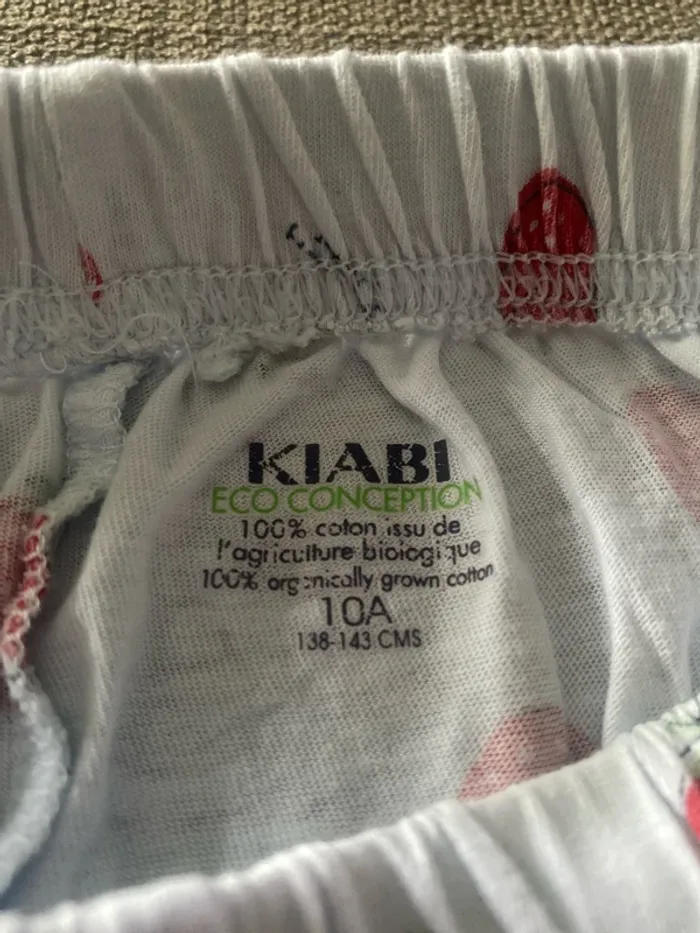 KIABI
ECO CONCEPTION
100% coton issu de
l'agriculture biologique
100% organically grown cotton
10A
138-143 CMS